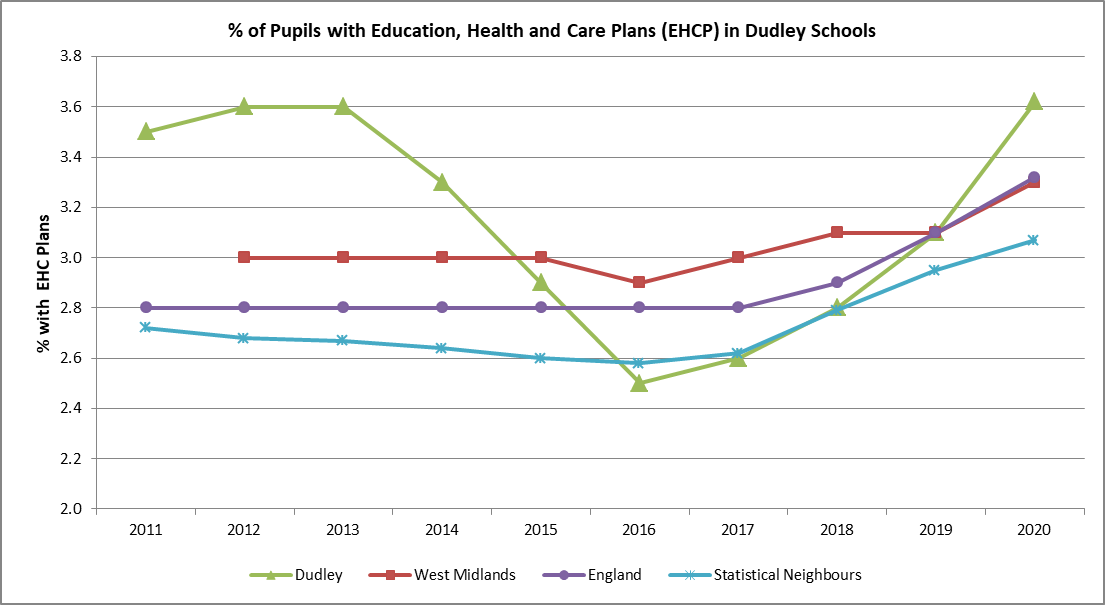 % of Pupils with Education, Health and Care Plans (EHCP) in Dudley Schools
% with  EHC Plans
3.8
3.6
3.4
3.2
3.0
2.8
2.6
2.4
2.2
2.0
2011 2012 2013 2014 2015 2016 2017 2018 2019 2020
Dudley West Midlands England Statistical Neighbours